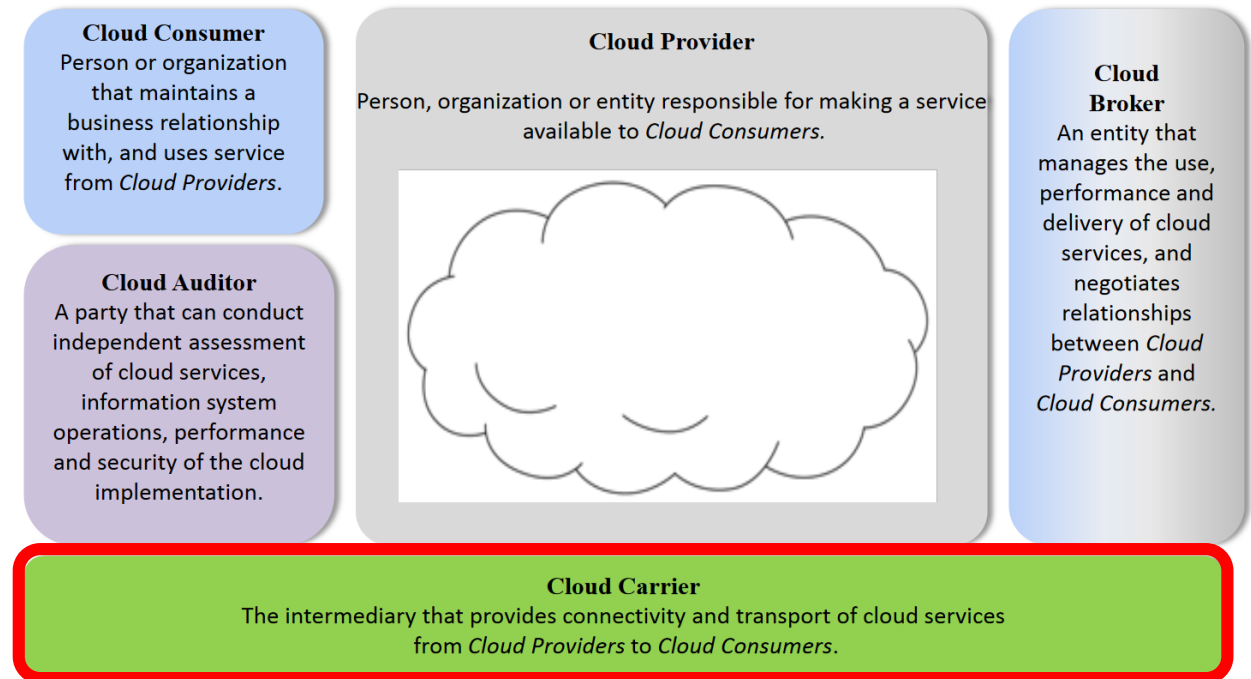 Cloud Consumer
Person or organization
that maintains a
business relationship
with, and uses service
from Cloud Providers.
Cloud Auditor
A party that can conduct
independent assessment
of cloud services,
information system
operations, performance
and security of the cloud
implementation.
Cloud Provider
Person, organization or entity responsible for making a service
available to Cloud Consumers.
Cloud
Broker
An entity that
manages the use,
performance and
delivery of cloud
services, and
negotiates
relationships
between Cloud
Providers and
Cloud Consumers.
Cloud Carrier
The intermediary that provides connectivity and transport of cloud services
from Cloud Providers to Cloud Consumers.